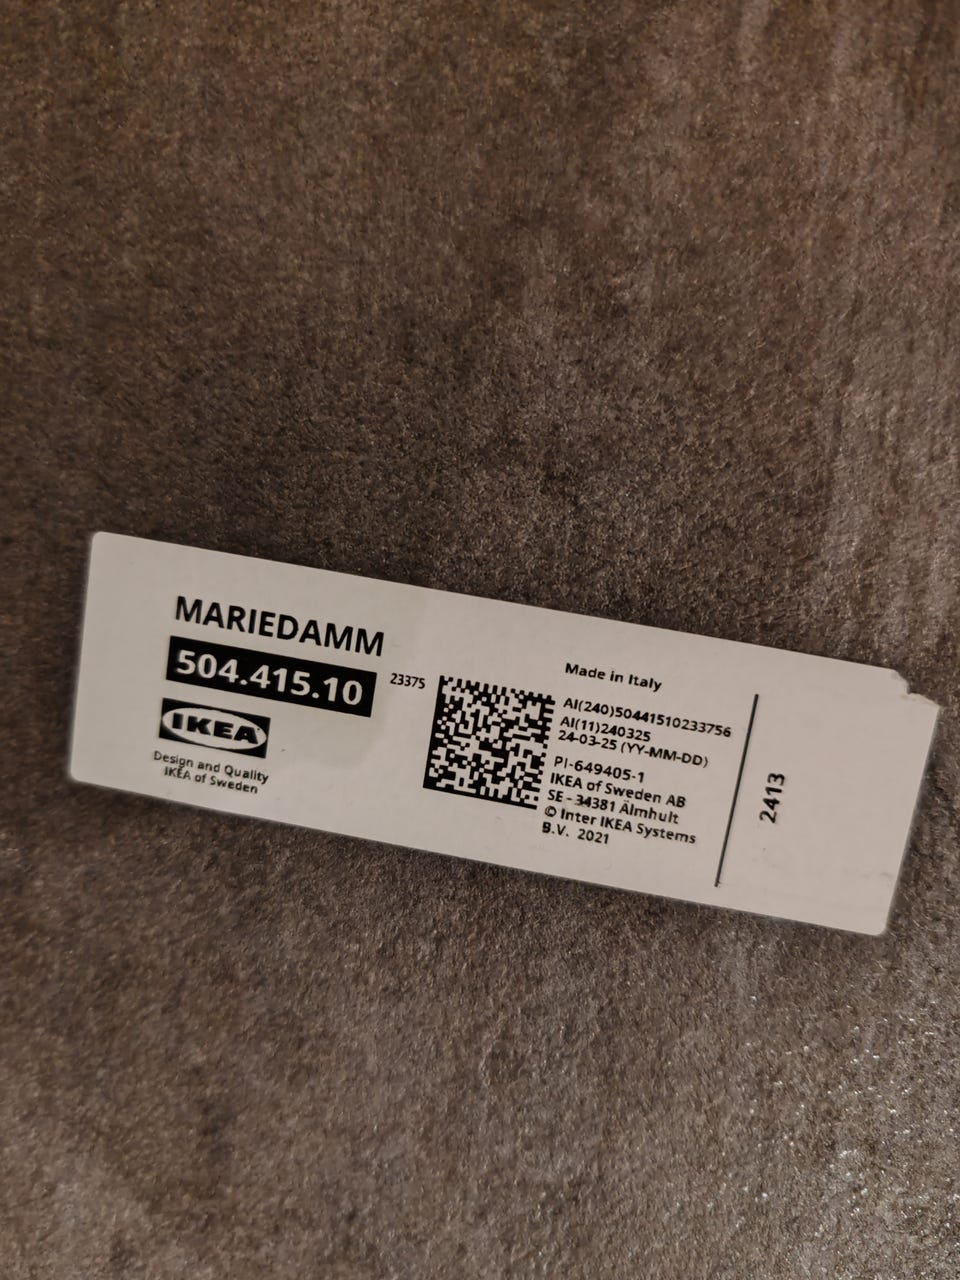 MARIEDAMM
504.415.10
23375
IKEA
Design and Quality
IKEA of Sweden
Made in Italy
AI(240)50441510233756
AI(11)240325
24-03-25 (YY-MM-DD)
PI-649405-1
IKEA of Sweden AB
SE - 34381 Älmhult
© Inter IKEA Systems
B.V. 2021
2413